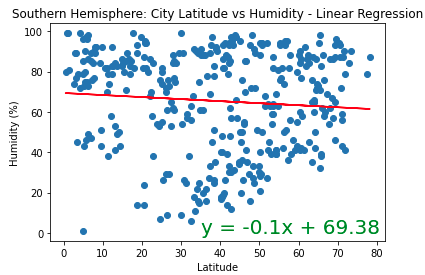 Southern Hemisphere: City Latitude vs Humidity - Linear Regression
100
80
60
40
20
0
Humidity (%)
y = -0.1x + 69.38
0 10 20 30 40 50 60 70 80
Latitude